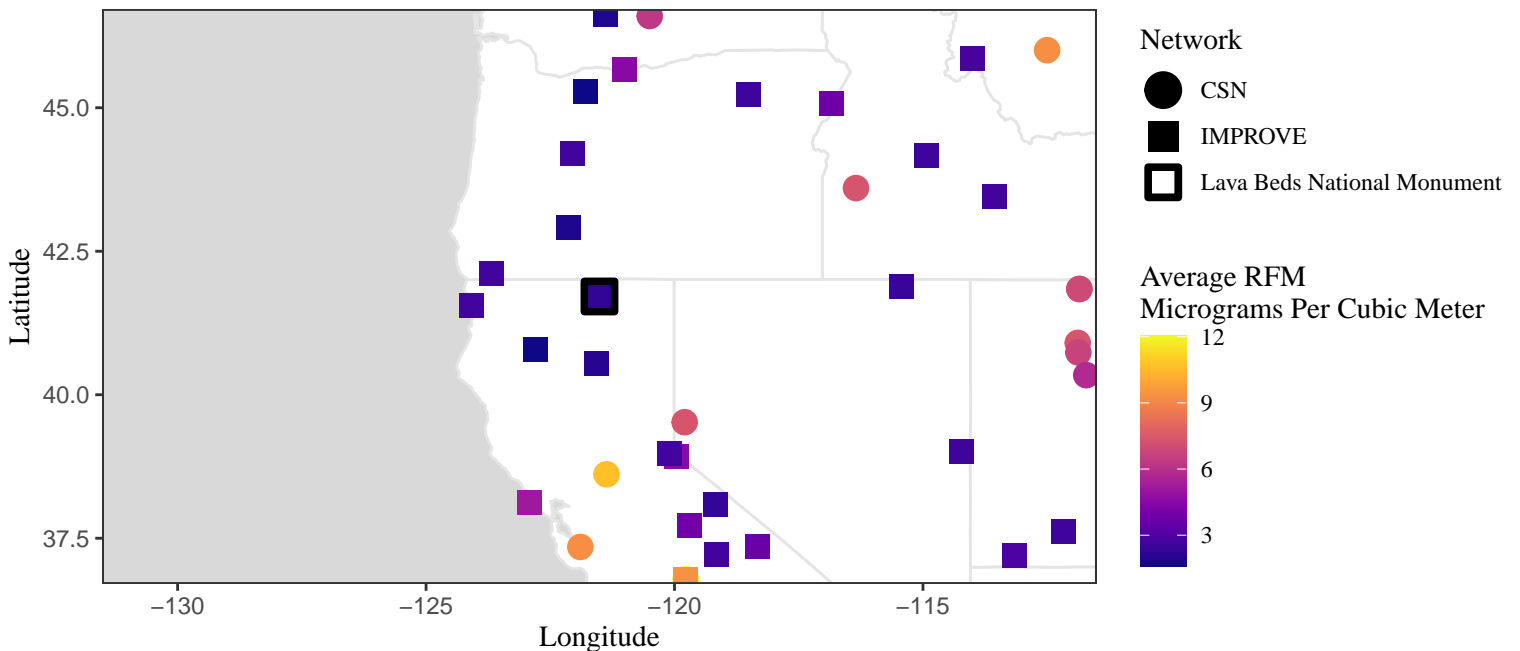 Latitude
45.0
42.5
40.0
37.5
−130
−125
−120
−115
Longitude
Network
CSN
IMPROVE
Lava Beds National Monument
Average RFM
Micrograms Per Cubic Meter
12
9
6
3